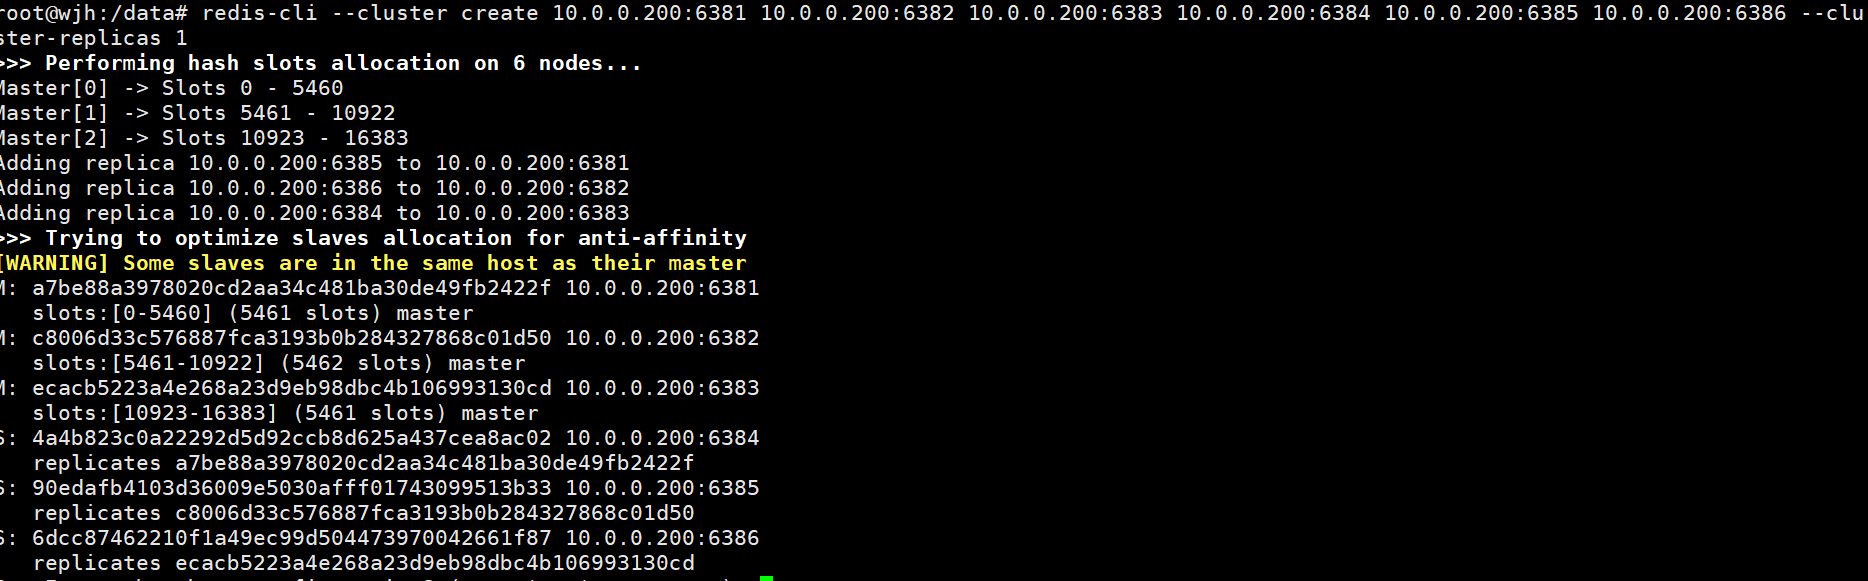 root@wjh:/data# redis-cli --cluster create 10.0.0.200:6381 10.0.0.200:6382 10.0.0.200:6383 10.0.0.200:6384 10.0.0.200:6385 10.0.0.200:6386 --clu
ster-replicas 1
>>> Performing hash slots allocation on 6 nodes...
Master[0] -> Slots 0 - 5460
Master[1] -> Slots 5461 - 10922
Master[2] -> Slots 10923 - 16383
Adding replica 10.0.0.200:6385 to 10.0.0.200:6381
Adding replica 10.0.0.200:6386 to 10.0.0.200:6382
Adding replica 10.0.0.200:6384 to 10.0.0.200:6383
>>> Trying to optimize slaves allocation for anti-affinity
[WARNING] Some slaves are in the same host as their master
M: a7be88a3978020cd2aa34c481ba30de49fb2422f 10.0.0.200:6381
slots:[0-5460] (5461 slots) master
M: c8006d33c576887fca3193b0b284327868c01d50 10.0.0.200:6382
slots:[5461-10922] (5462 slots) master
M: ecacb5223a4e268a23d9eb98dbc4b106993130cd 10.0.0.200:6383
slots:[10923-16383] (5461 slots) master
S: 4a4b823c0a22292d5d92ccb8d625a437cea8ac02 10.0.0.200:6384
replicates a7be88a3978020cd2aa34c481ba30de49fb2422f
S: 90edafb4103d36009e5030afff01743099513b33 10.0.0.200:6385
replicates c8006d33c576887fca3193b0b284327868c01d50
S: 6dcc87462210f1a49ec99d504473970042661f87 10.0.0.200:6386
replicates ecacb5223a4e268a23d9eb98dbc4b106993130cd